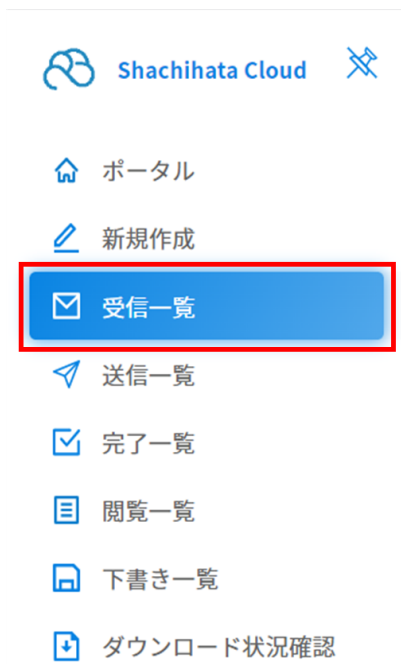 Shachihata Cloud
ポータル
新規作成
受信一覧
送信一覧
完了一覧
閲覧一覧
下書き一覧
ダウンロード状況確認